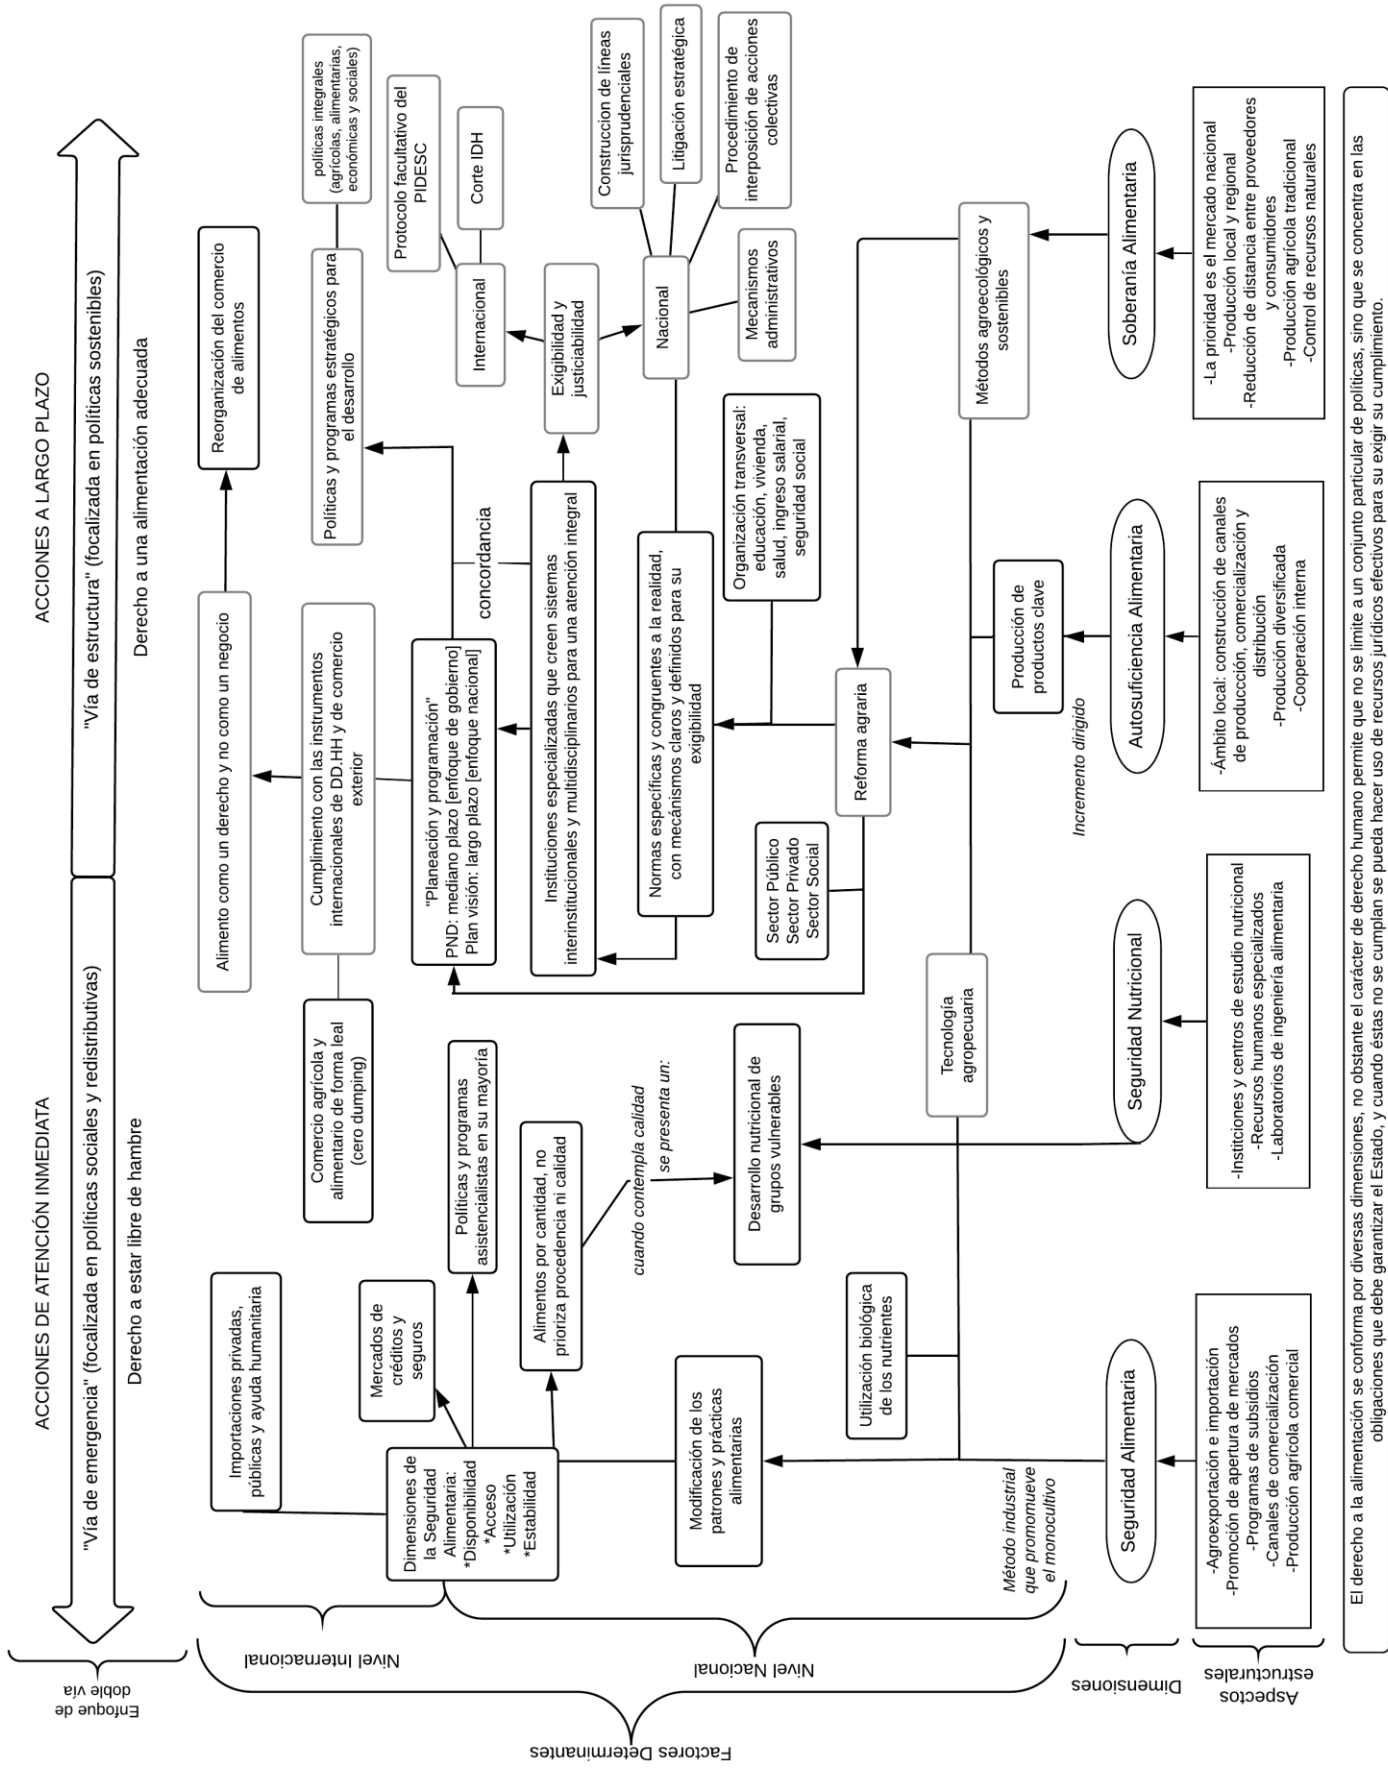 ACCIONES DE ATENCIÓN INMEDIATA
ACCIONES A LARGO PLAZO
Enfoque de
doble vía
"Vía de emergencia" (focalizada en políticas sociales y redistributivas)
"Vía de estructura" (focalizada en políticas sostenibles)
Derecho a estar libre de hambre
Derecho a una alimentación adecuada
Factores Determinantes
Nivel Internacional
Importaciones privadas,
públicas y ayuda humanitaria
Alimento como un derecho y no como un negocio
Reorganización del comercio
de alimentos
Comercio agrícola y
alimentario de forma leal
(cero dumping)
Cumplimiento con las instrumentos
internacionales de DD.HH y de comercio
exterior
Políticas y programas estratégicos para
el desarrollo
políticas integrales
(agrícolas, alimentarias,
económicas y sociales)
Mercados de
créditos y
seguros
Dimensiones de
la Seguridad
Alimentaria:
*Disponibilidad
*Acceso
*Utilización
*Estabilidad
Políticas y programas
asistencialistas en su mayoría
"Planeación y programación"
PND: mediano plazo [enfoque de gobierno]
Plan visión: largo plazo [enfoque nacional]
concordancia
Protocolo facultativo del
PIDESC
Internacional
Corte IDH
Nivel Nacional
Alimentos por cantidad, no
prioriza procedencia ni calidad
Instituciones especializadas que creen sistemas
interinstitucionales y multidisciplinarios para una atención integral
Exigibilidad y
justiciabilidad
Construccion de líneas
jurisprudenciales
Litigación estratégica
Procedimiento de
interposición de acciones
colectivas
Nacional
Mecanismos
administrativos
cuando contempla calidad
se presenta un:
Normas específicas y congruentes a la realidad,
con mecánismos claros y definidos para su
exigibilidad
Organización transversal:
educación, vivienda,
salud, ingreso salarial,
seguridad social
Modificación de los
patrones y prácticas
alimentarias
Desarrollo nutricional de
grupos vulnerables
Sector Público
Sector Privado
Sector Social
Reforma agraria
Utilización biológica
de los nutrientes
Tecnología
agropecuaria
Métodos agroecológicos y
sostenibles
Producción de
productos clave
Método industrial
que promomueve
el monocultivo
Incremento dirigido
Dimensiones
Seguridad Alimentaria
Seguridad Nutricional
Autosuficiencia Alimentaria
Soberanía Alimentaria
Aspectos
estructurales
-Agroexportación e importación
-Promoción de apertura de mercados
-Programas de subsidios
-Canales de comercialización
-Producción agrícola comercial
-Instituciones y centros de estudio nutricional
-Recursos humanos especializados
-Laboratorios de ingeniería alimentaria
-Ámbito local: construcción de canales
de produccción, comercialización y
distribución
-Producción diversificada
-Cooperación interna
-La prioridad es el mercado nacional
-Producción local y regional
-Reducción de distancia entre proveedores
y consumidores
-Producción agrícola tradicional
-Control de recursos naturales
El derecho a la alimentación se conforma por diversas dimensiones, no obstante el carácter de derecho humano permite que no se limite a un conjunto particular de políticas, sino que se concentra en las
obligaciones que debe garantizar el Estado, y cuando éstas no se cumplan se pueda hacer uso de recursos jurídicos efectivos para su exigir su cumplimiento.